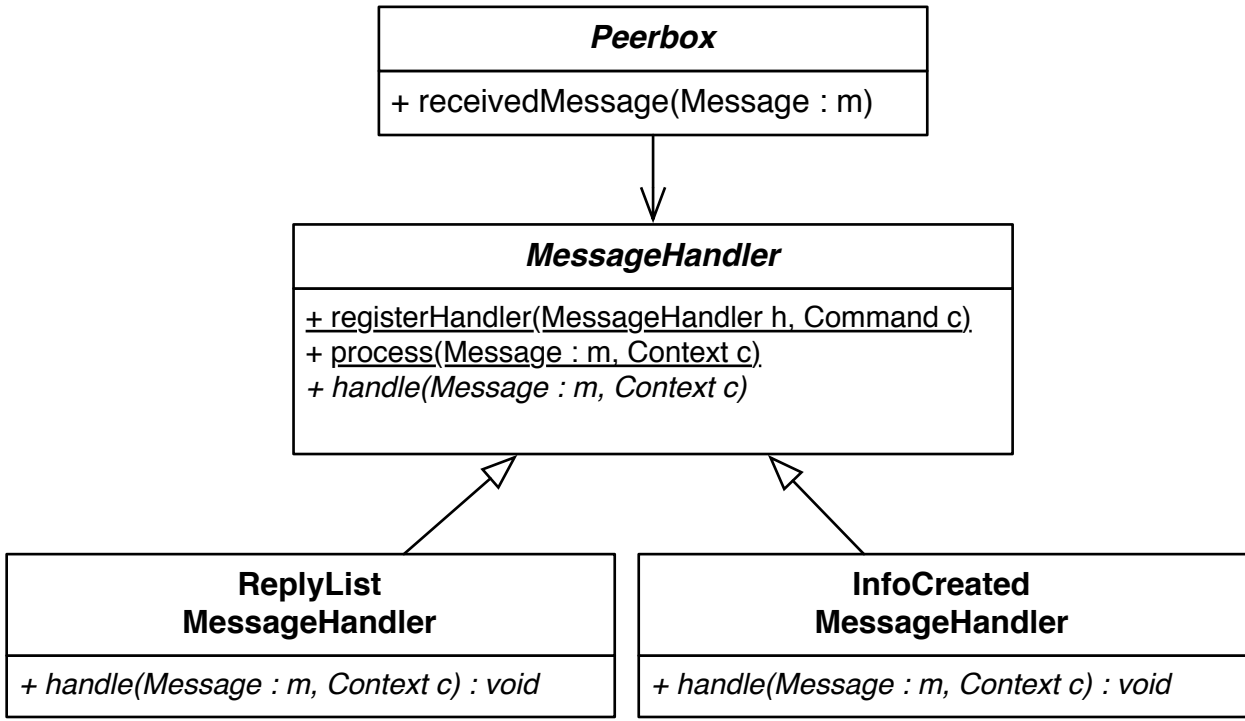 Peerbox
+ receivedMessage(Message : m)
MessageHandler
+ registerHandler(MessageHandler h, Command c)
+ process(Message : m, Context c)
+ handle(Message : m, Context c)
ReplyList
MessageHandler
+ handle(Message : m, Context c) : void
InfoCreated
MessageHandler
+ handle(Message : m, Context c) : void